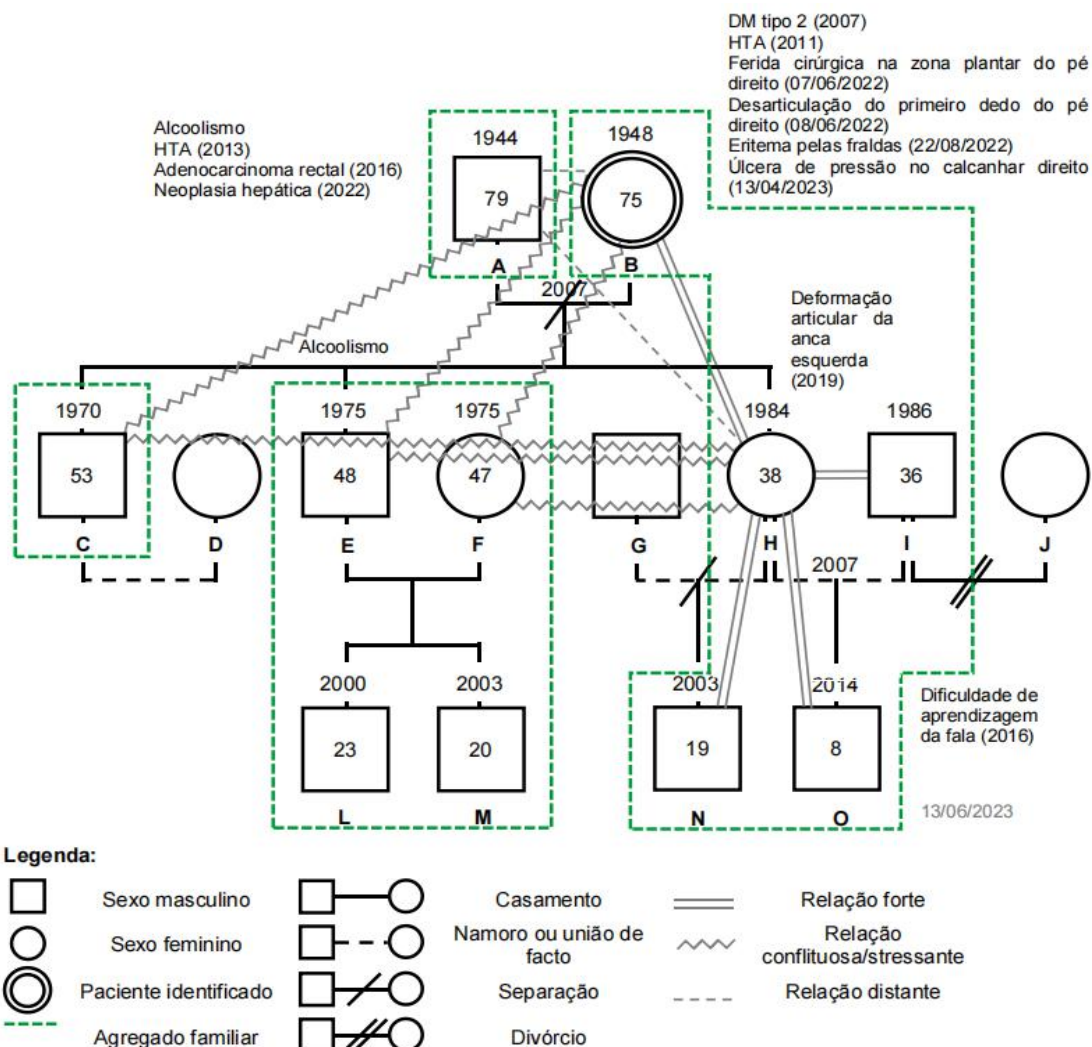 DM tipo 2 (2007)
HTA (2011)
Ferida cirúrgica na zona plantar do pé
direito (07/06/2022)
Desarticulação do primeiro dedo do pé
direito (08/06/2022)
Eritema pelas fraldas (22/08/2022)
Úlcera de pressão no calcanhar direito
(13/04/2023)
Alcoolismo
HTA (2013)
Adenocarcinoma rectal (2016)
Neoplasia hepática (2022)
1944
1948
79
75
A
B
2007
Deformação
articular da
anca
esquerda
(2019)
Alcoolismo
1970
1975
1975
1984
1986
53
48
47
38
36
C
D
E
F
G
H
I
J
2007
2000
2003
2003
2014
23
20
19
8
L
M
N
O
Dificuldade de
aprendizagem
da fala (2016)
13/06/2023
Legenda:
Sexo masculino
Casamento
Relação forte
Sexo feminino
Namoro ou união de
facto
Relação
conflituosa/stressante
Paciente identificado
Separação
Relação distante
Agregado familiar
Divórcio